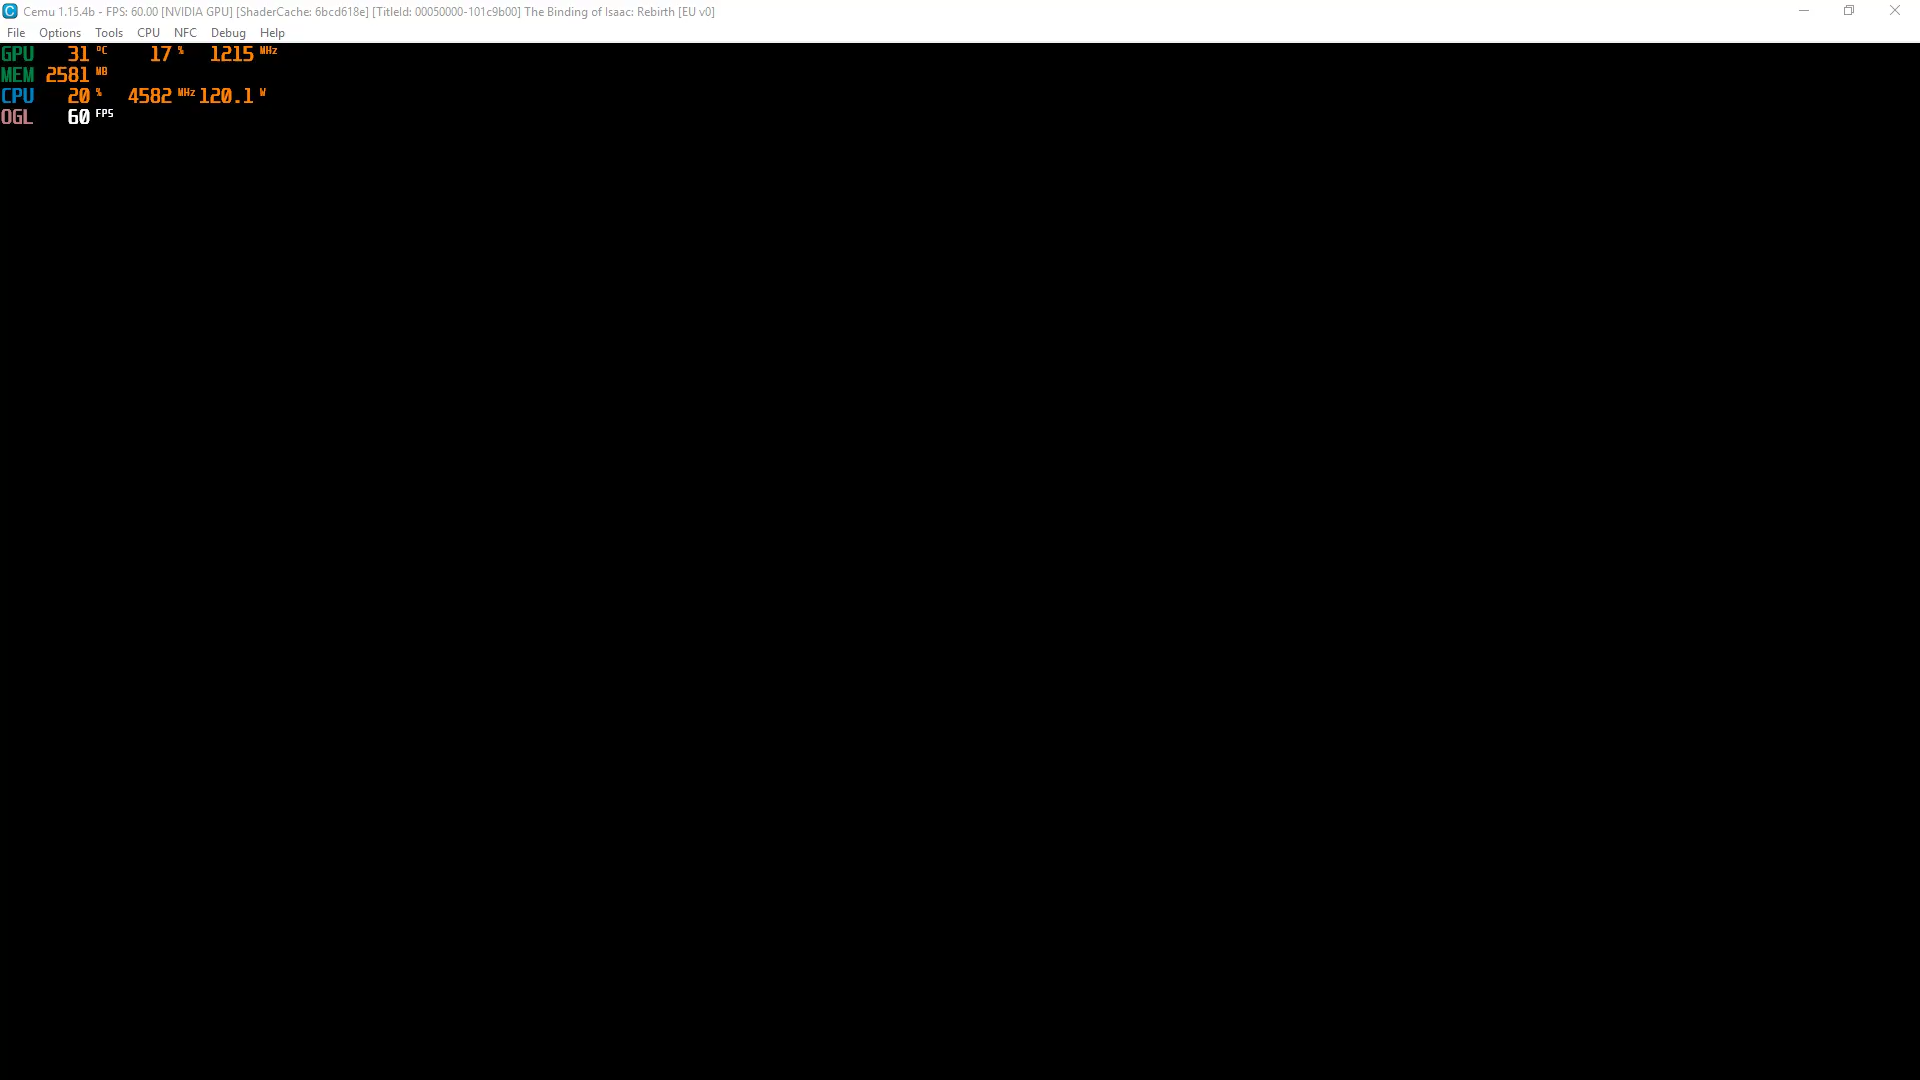 Cemu 1.15.4b - FPS: 60.00 [NVIDIA GPU] [ShaderCache: 6bcd618e] [TitleId: 00050000-101c9b00] The Binding of Isaac: Rebirth [EU v0]
File Options Tools CPU NFC Debug Help
GPU 31 °C 17 % 1215 MHz
MEM 2581 MB
CPU 20 % 4582 MHz 120.1 W
OGL 60 FPS